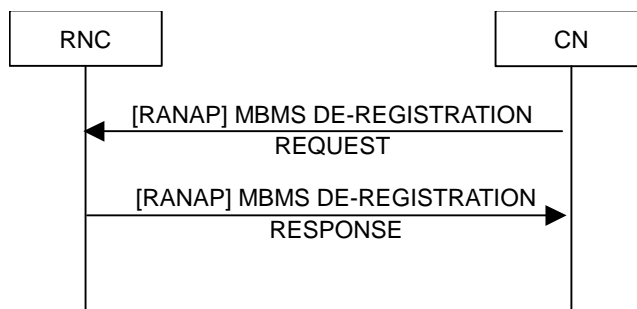 RNC
CN
[RANAP] MBMS DE-REGISTRATION
REQUEST
[RANAP] MBMS DE-REGISTRATION
RESPONSE